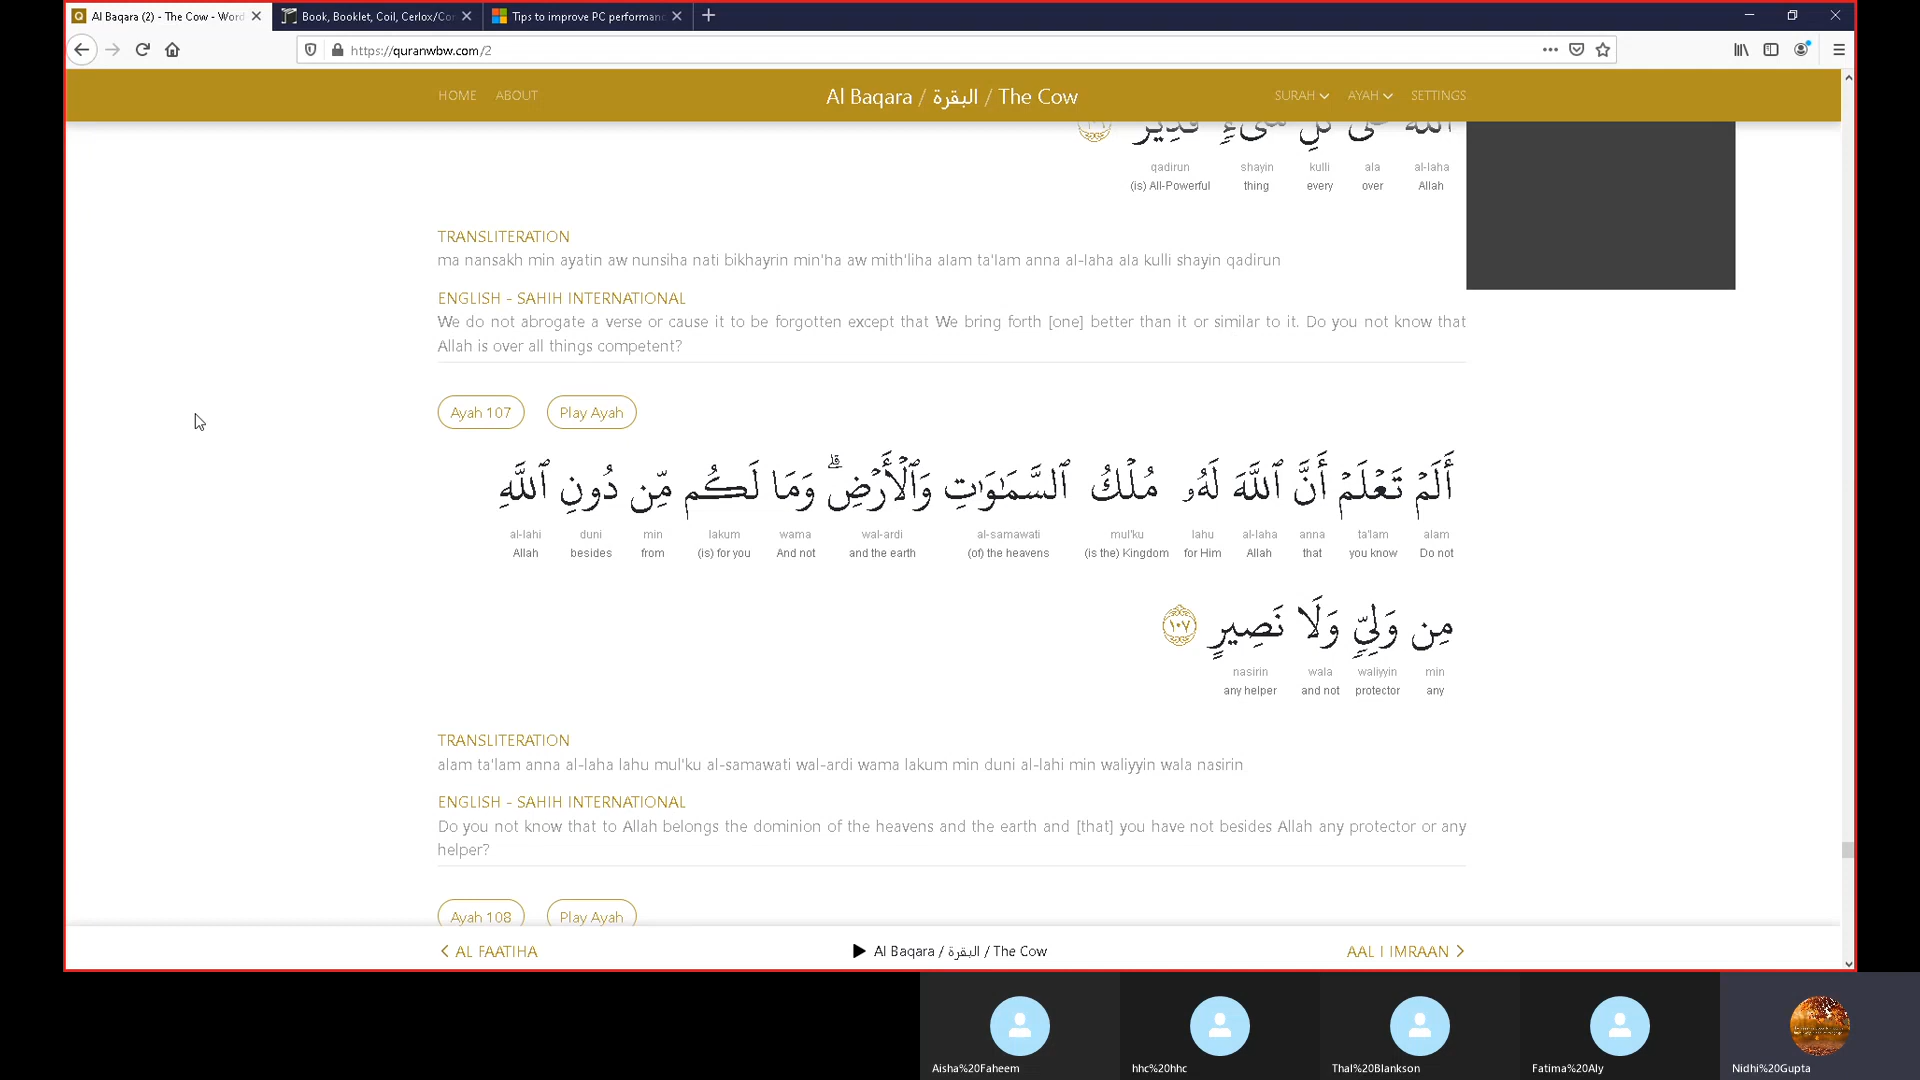 Al Baqara (2) - The Cow - Word
Book, Booklet, Coil, Cerlox/Co
Tips to improve PC performan
https://quranwbw.com/2
HOME ABOUT
Al Baqara / البقرة / The Cow
SURAH AYAH SETTINGS
ٱللَّهَ عَلَىٰ كُلِّ شَىْءٍ قَدِيرٌ
al-laha ala kulli shayin qadirun
Allah over every thing (is) All-Powerful
TRANSLITERATION
ma nansakh min ayatin aw nunsiha nati bikhayrin min'ha aw mith'liha alam ta'lam anna al-laha ala kulli shayin qadirun
ENGLISH - SAHIH INTERNATIONAL
We do not abrogate a verse or cause it to be forgotten except that We bring forth [one] better than it or similar to it. Do you not know that
Allah is over all things competent?
Ayah 107 Play Ayah
أَلَمْ تَعْلَمْ أَنَّ ٱللَّهَ لَهُۥ مُلْكُ ٱلسَّمَـٰوَٰتِ وَٱلْأَرْضِ ۗ وَمَا لَكُم مِّن دُونِ ٱللَّهِ
alam ta'lam anna al-laha lahu mul'ku al-samawati wal-ardi wama lakum min duni al-lahi
Do not you know that Allah for Him (is the) Kingdom (of) the heavens and the earth And not (is) for you from besides Allah
مِن وَلِىٍّ وَلَا نَصِيرٍ ١٠٧
min waliyyin wala nasirin
any protector and not any helper
TRANSLITERATION
alam ta'lam anna al-laha lahu mul'ku al-samawati wal-ardi wama lakum min duni al-lahi min waliyyin wala nasirin
ENGLISH - SAHIH INTERNATIONAL
Do you not know that to Allah belongs the dominion of the heavens and the earth and [that] you have not besides Allah any protector or any
helper?
Ayah 108 Play Ayah
AL FAATIHA
Al Baqara / البقرة / The Cow
AAL I IMRAAN
Aisha%20Faheem
hhc%20hhc
Thal%20Blankson
Fatima%20Aly
Nidhi%20Gupta